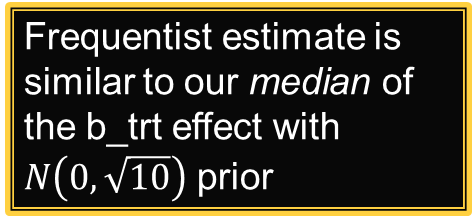 Frequentist estimate is
similar to our median of
the b_trt effect with
N(0, √10) prior